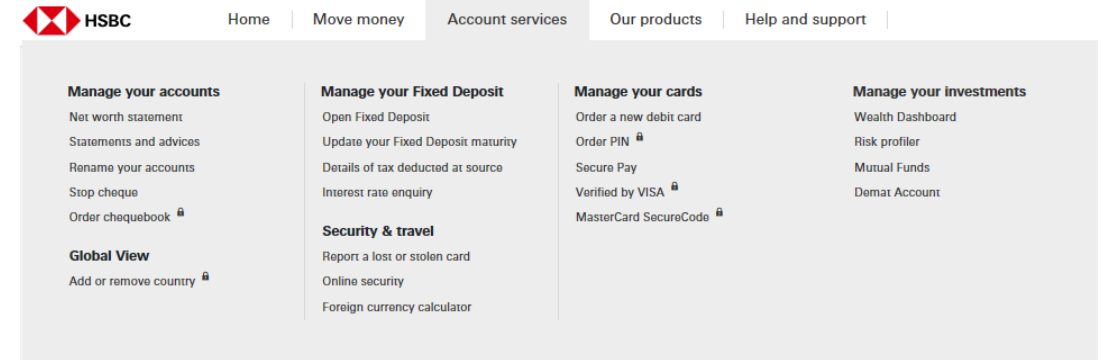 HSBC
Home
Move money
Account services
Our products
Help and support
Manage your accounts
Net worth statement
Statements and advices
Rename your accounts
Stop cheque
Order chequebook
Global View
Add or remove country
Manage your Fixed Deposit
Open Fixed Deposit
Update your Fixed Deposit maturity
Details of tax deducted at source
Interest rate enquiry
Security & travel
Report a lost or stolen card
Online security
Foreign currency calculator
Manage your cards
Order a new debit card
Order PIN
Secure Pay
Verified by VISA
MasterCard SecureCode
Manage your investments
Wealth Dashboard
Risk profiler
Mutual Funds
Demat Account